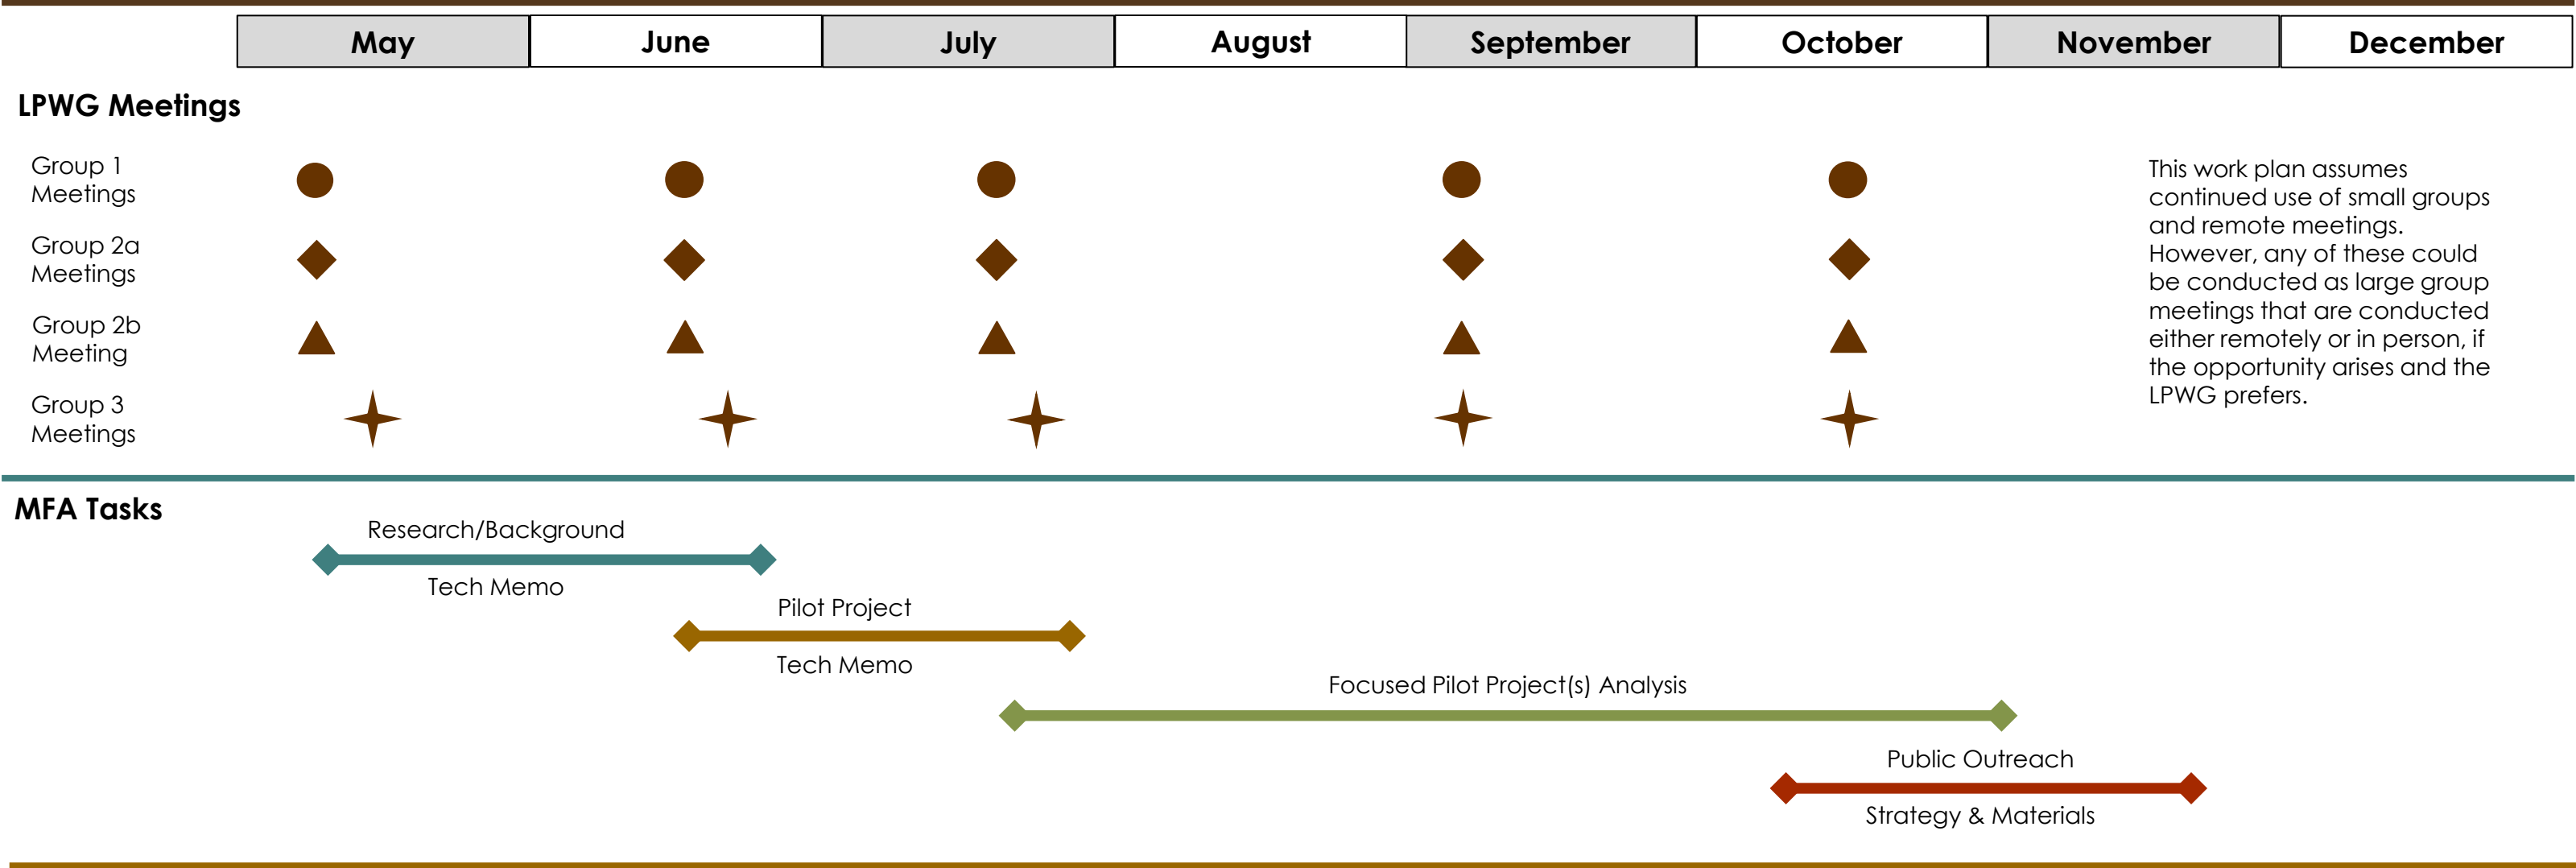 May June July August September October November December
LPWG Meetings
Group 1
Meetings
Group 2a
Meetings
Group 2b
Meeting
Group 3
Meetings
This work plan assumes
continued use of small groups
and remote meetings.
However, any of these could
be conducted as large group
meetings that are conducted
either remotely or in person, if
the opportunity arises and the
LPWG prefers.
MFA Tasks
Research/Background
Tech Memo
Pilot Project
Tech Memo
Focused Pilot Project(s) Analysis
Public Outreach
Strategy & Materials